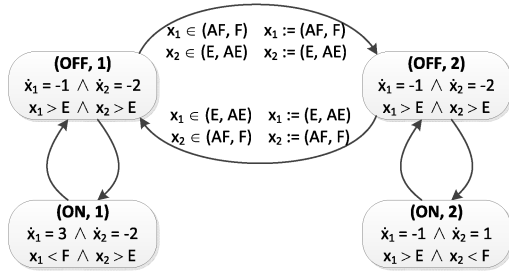 x₁ ∈ (AF, F) x₁ := (AF, F)
x₂ ∈ (E, AE) x₂ := (E, AE)
(OFF, 1)
ẋ₁ = -1 ∧ ẋ₂ = -2
x₁ > E ∧ x₂ > E
(OFF, 2)
ẋ₁ = -1 ∧ ẋ₂ = -2
x₁ > E ∧ x₂ > E
x₁ ∈ (E, AE) x₁ := (E, AE)
x₂ ∈ (AF, F) x₂ := (AF, F)
(ON, 1)
ẋ₁ = 3 ∧ ẋ₂ = -2
x₁ < F ∧ x₂ > E
(ON, 2)
ẋ₁ = -1 ∧ ẋ₂ = 1
x₁ > E ∧ x₂ < F